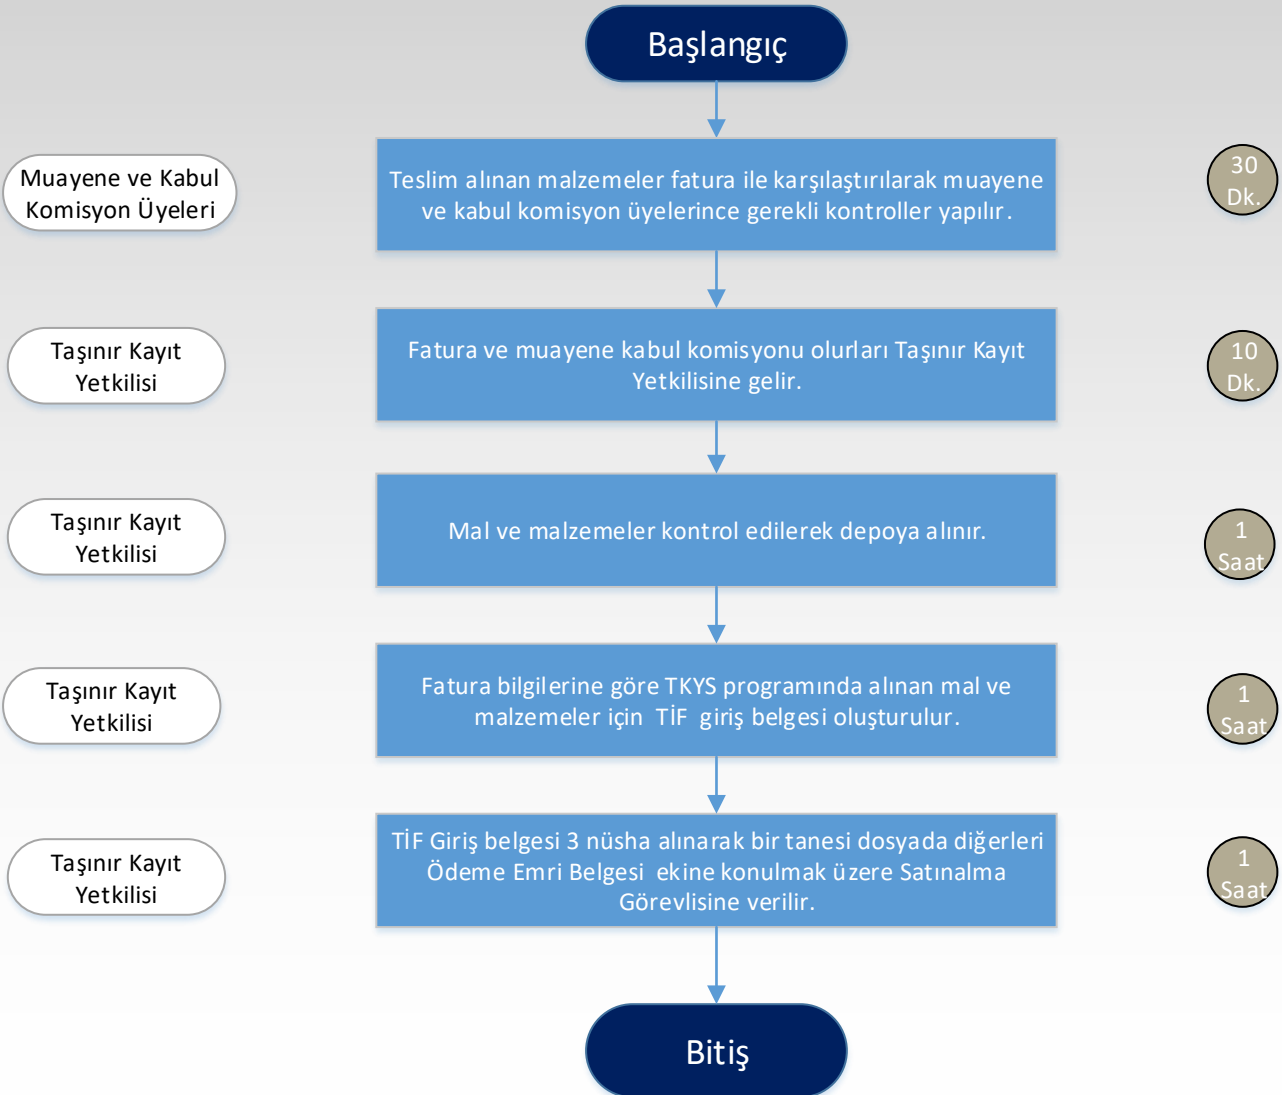 Başlangıç
Muayene ve Kabul
Komisyon Üyeleri
Teslim alınan malzemeler fatura ile karşılaştırılarak muayene
ve kabul komisyon üyelerince gerekli kontroller yapılır.
30
Dk.
Taşınır Kayıt
Yetkilisi
Fatura ve muayene kabul komisyonu olurları Taşınır Kayıt
Yetkilisine gelir.
10
Dk.
Taşınır Kayıt
Yetkilisi
Mal ve malzemeler kontrol edilerek depoya alınır.
1
Saat
Taşınır Kayıt
Yetkilisi
Fatura bilgilerine göre TKYS programında alınan mal ve
malzemeler için TİF giriş belgesi oluşturulur.
1
Saat
Taşınır Kayıt
Yetkilisi
TİF Giriş belgesi 3 nüsha alınarak bir tanesi dosyada diğerleri
Ödeme Emri Belgesi ekine konulmak üzere Satınalma
Görevlisine verilir.
1
Saat
Bitiş